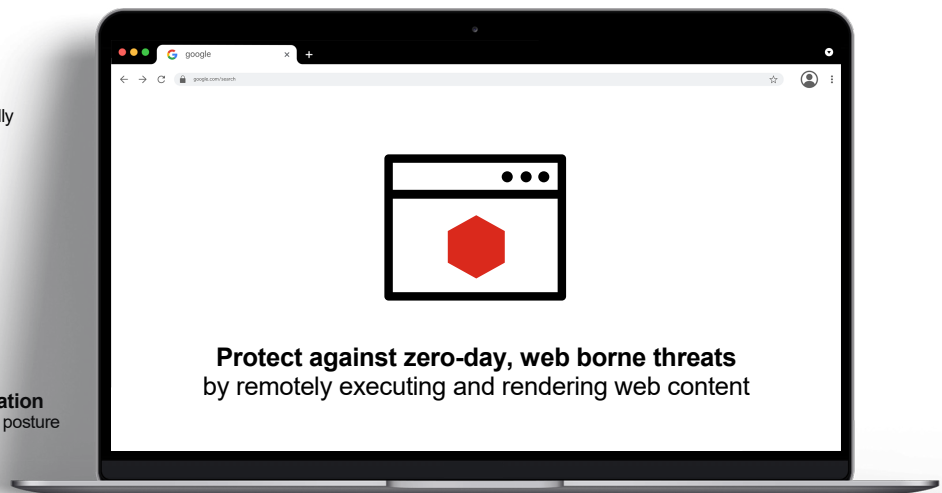 google
google.com/search
lly
Protect against zero-day, web borne threats
by remotely executing and rendering web content
ation
posture